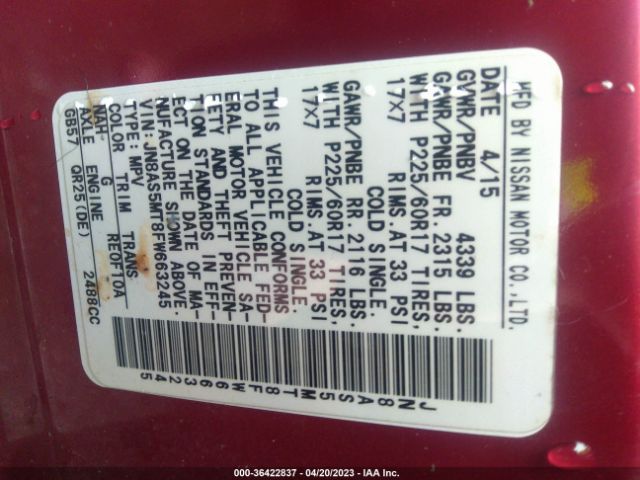 MFD BY NISSAN MOTOR CO.,LTD.
DATE 4/15
GVWR/PNBV 4339 LBS.
GAWR/PNBE FR. 2315 LBS.
WITH P225/60R17 TIRES,
17X7 RIMS.AT 33 PSI
COLD SINGLE.
GAWR/PNBE RR. 2116 LBS.
WITH P225/60R17 TIRES,
17X7 RIMS.AT 33 PSI
COLD SINGLE.
THIS VEHICLE CONFORMS
TO ALL APPLICABLE FED-
ERAL MOTOR VEHICLE SA-
FETY AND THEFT PREVEN-
TION STANDARDS IN EFF-
ECT ON THE DATE OF MA-
NUFACTURE SHOWN ABOVE.
VIN: JN8AS5MT8FW663245
TYPE: MPV
COLOR TRIM TRANS
NAH G RE0F10A
AXLE ENGINE
GB57 QR25(DE) 2488CC
JN8AS5MT8FW663245
000-36422837 - 04/20/2023 - IAA Inc.